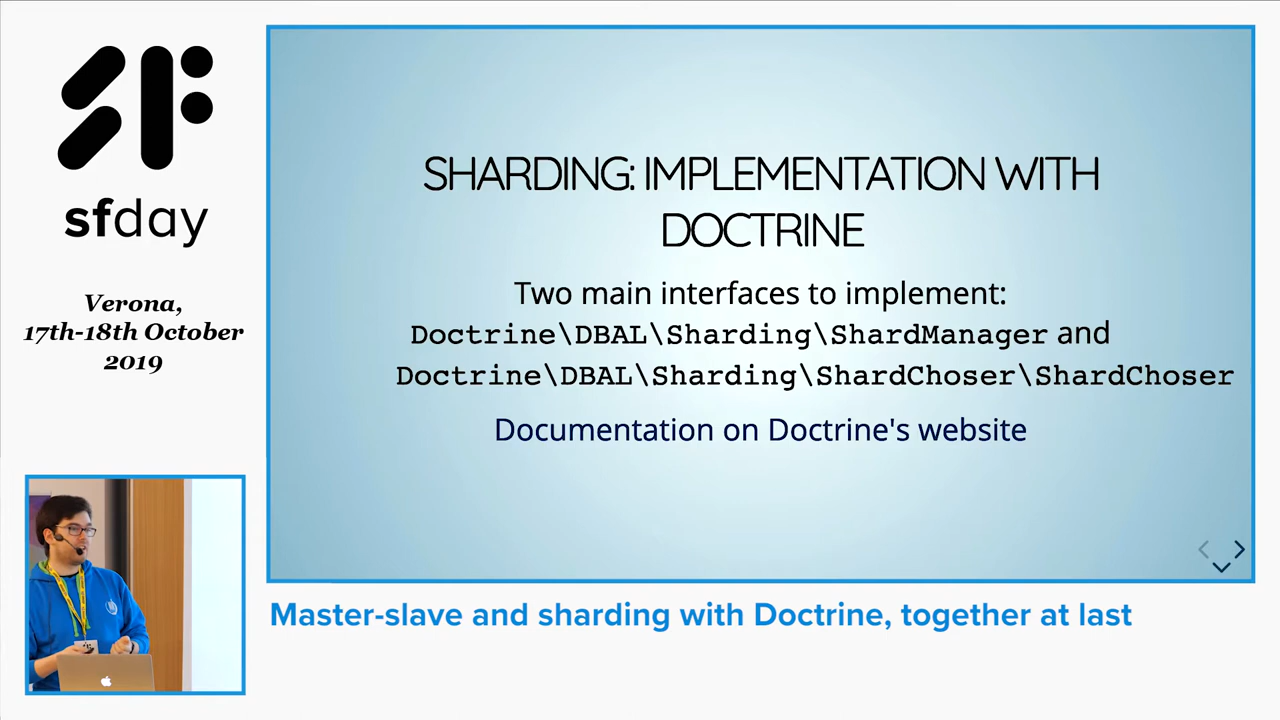 SF
sfday
Verona,
17th-18th October
2019
SHARDING: IMPLEMENTATION WITH
DOCTRINE
Two main interfaces to implement:
Doctrine\DBAL\Sharding\ShardManager and
Doctrine\DBAL\Sharding\ShardChoser\ShardChoser
Documentation on Doctrine's website
Master-slave and sharding with Doctrine, together at last